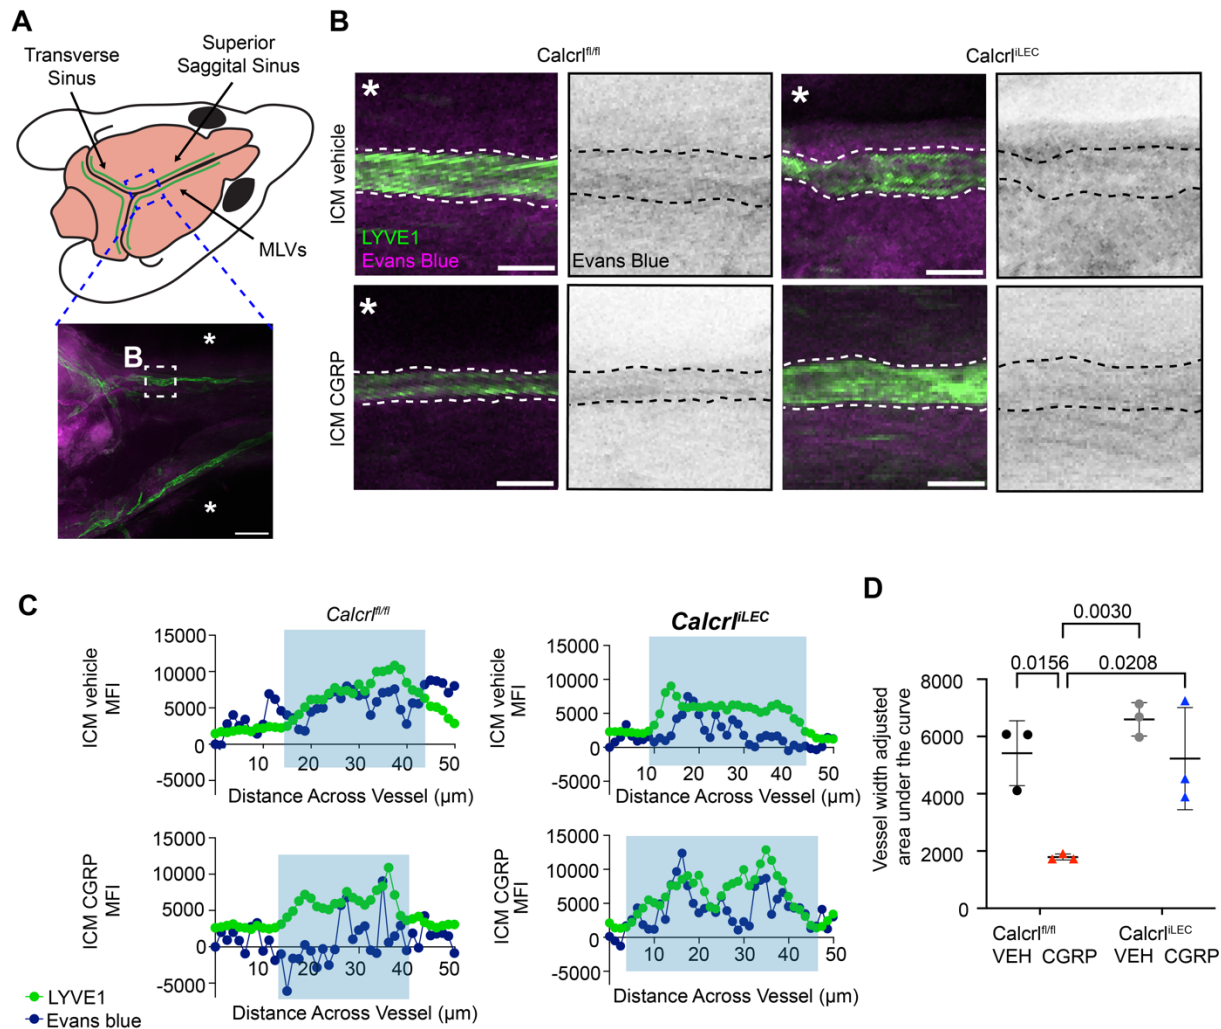 A
Transverse
Sinus
Superior
Saggital Sinus
MLVs
B
*
*
B
Calcrl^fl/fl
Calcrl^iLEC
ICM vehicle
*
LYVE1
Evans Blue
Evans Blue
*
ICM CGRP
*
C
Calcrl^fl/fl
ICM vehicle
MFI
15000
10000
5000
0
-5000
10 20 30 40 50
Distance Across Vessel (µm)
Calcrl^iLEC
ICM vehicle
MFI
15000
10000
5000
0
-5000
10 20 30 40 50
Distance Across Vessel (µm)
ICM CGRP
MFI
15000
10000
5000
0
-5000
10 20 30 40 50
Distance Across Vessel (µm)
ICM CGRP
MFI
15000
10000
5000
0
-5000
10 20 30 40 50
Distance Across Vessel (µm)
LYVE1
Evans blue
D
0.0030
0.0156
0.0208
Vessel width adjusted
area under the curve
8000
6000
4000
2000
0
Calcrl^fl/fl
VEH CGRP
Calcrl^iLEC
VEH CGRP